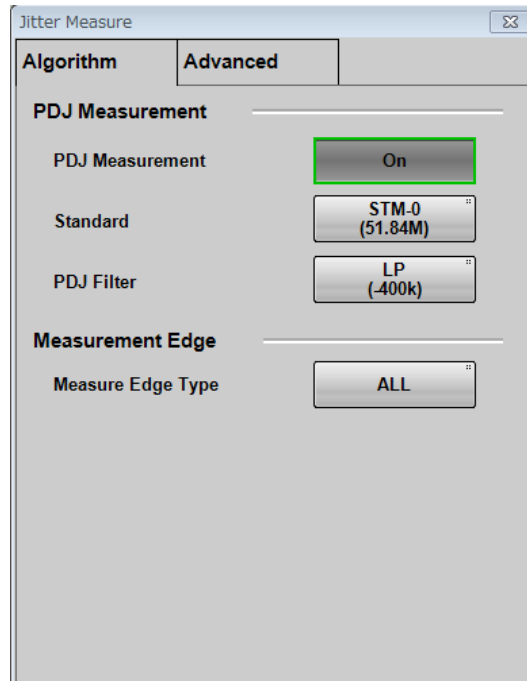 Jitter Measure
Algorithm Advanced
PDJ Measurement
PDJ Measurement On
Standard STM-0
(51.84M)
PDJ Filter LP
(-400k)
Measurement Edge
Measure Edge Type ALL